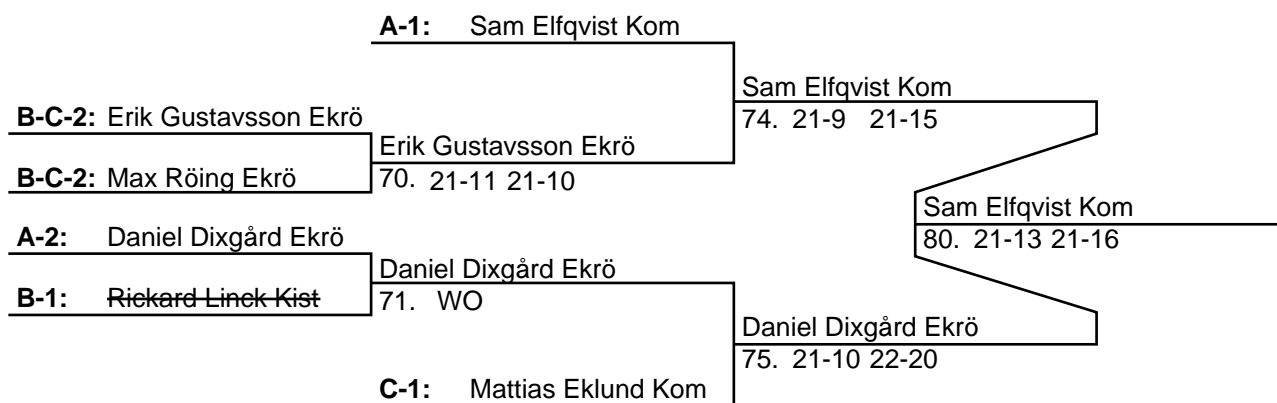 A-1: Sam Elfqvist Kom
Sam Elfqvist Kom
74. 21-9 21-15
B-C-2: Erik Gustavsson Ekrö
Erik Gustavsson Ekrö
B-C-2: Max Röing Ekrö
70. 21-11 21-10
Sam Elfqvist Kom
80. 21-13 21-16
A-2: Daniel Dixgård Ekrö
Daniel Dixgård Ekrö
B-1: Rickard Linck Kist
71. WO
Daniel Dixgård Ekrö
75. 21-10 22-20
C-1: Mattias Eklund Kom